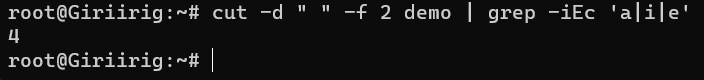 root@Giriirig:~# cut -d " " -f 2 demo | grep -iEc 'a|i|e'
4
root@Giriirig:~#